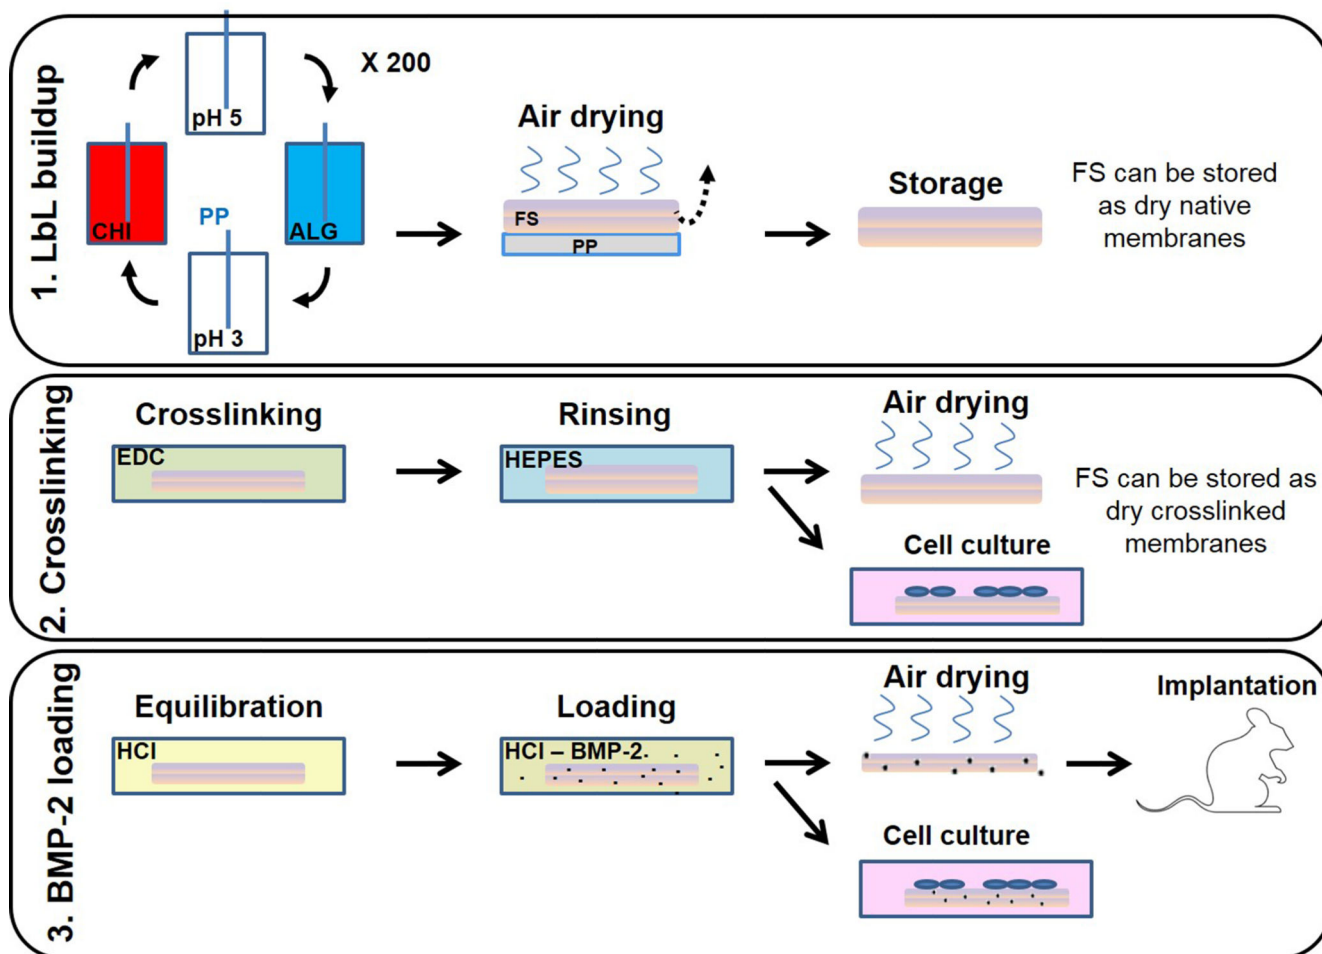 1. LbL buildup
X 200
pH 5
CHI
PP
ALG
pH 3
Air drying
FS
PP
Storage
FS can be stored
as dry native
membranes
2. Crosslinking
Crosslinking
EDC
Rinsing
HEPES
Air drying
Cell culture
FS can be stored as
dry crosslinked
membranes
3. BMP-2 loading
Equilibration
HCl
Loading
HCl – BMP-2
Air drying
Cell culture
Implantation